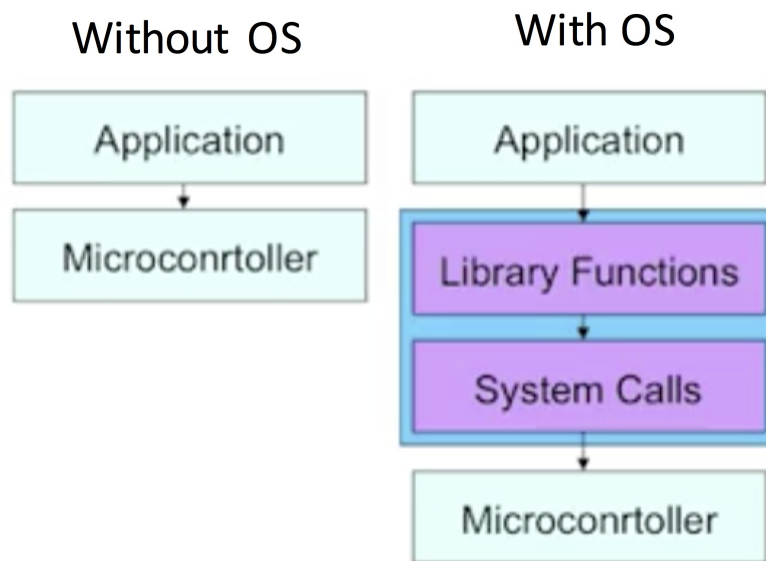 Without OS
Application
Microconrtoller
With OS
Application
Library Functions
System Calls
Microconrtoller